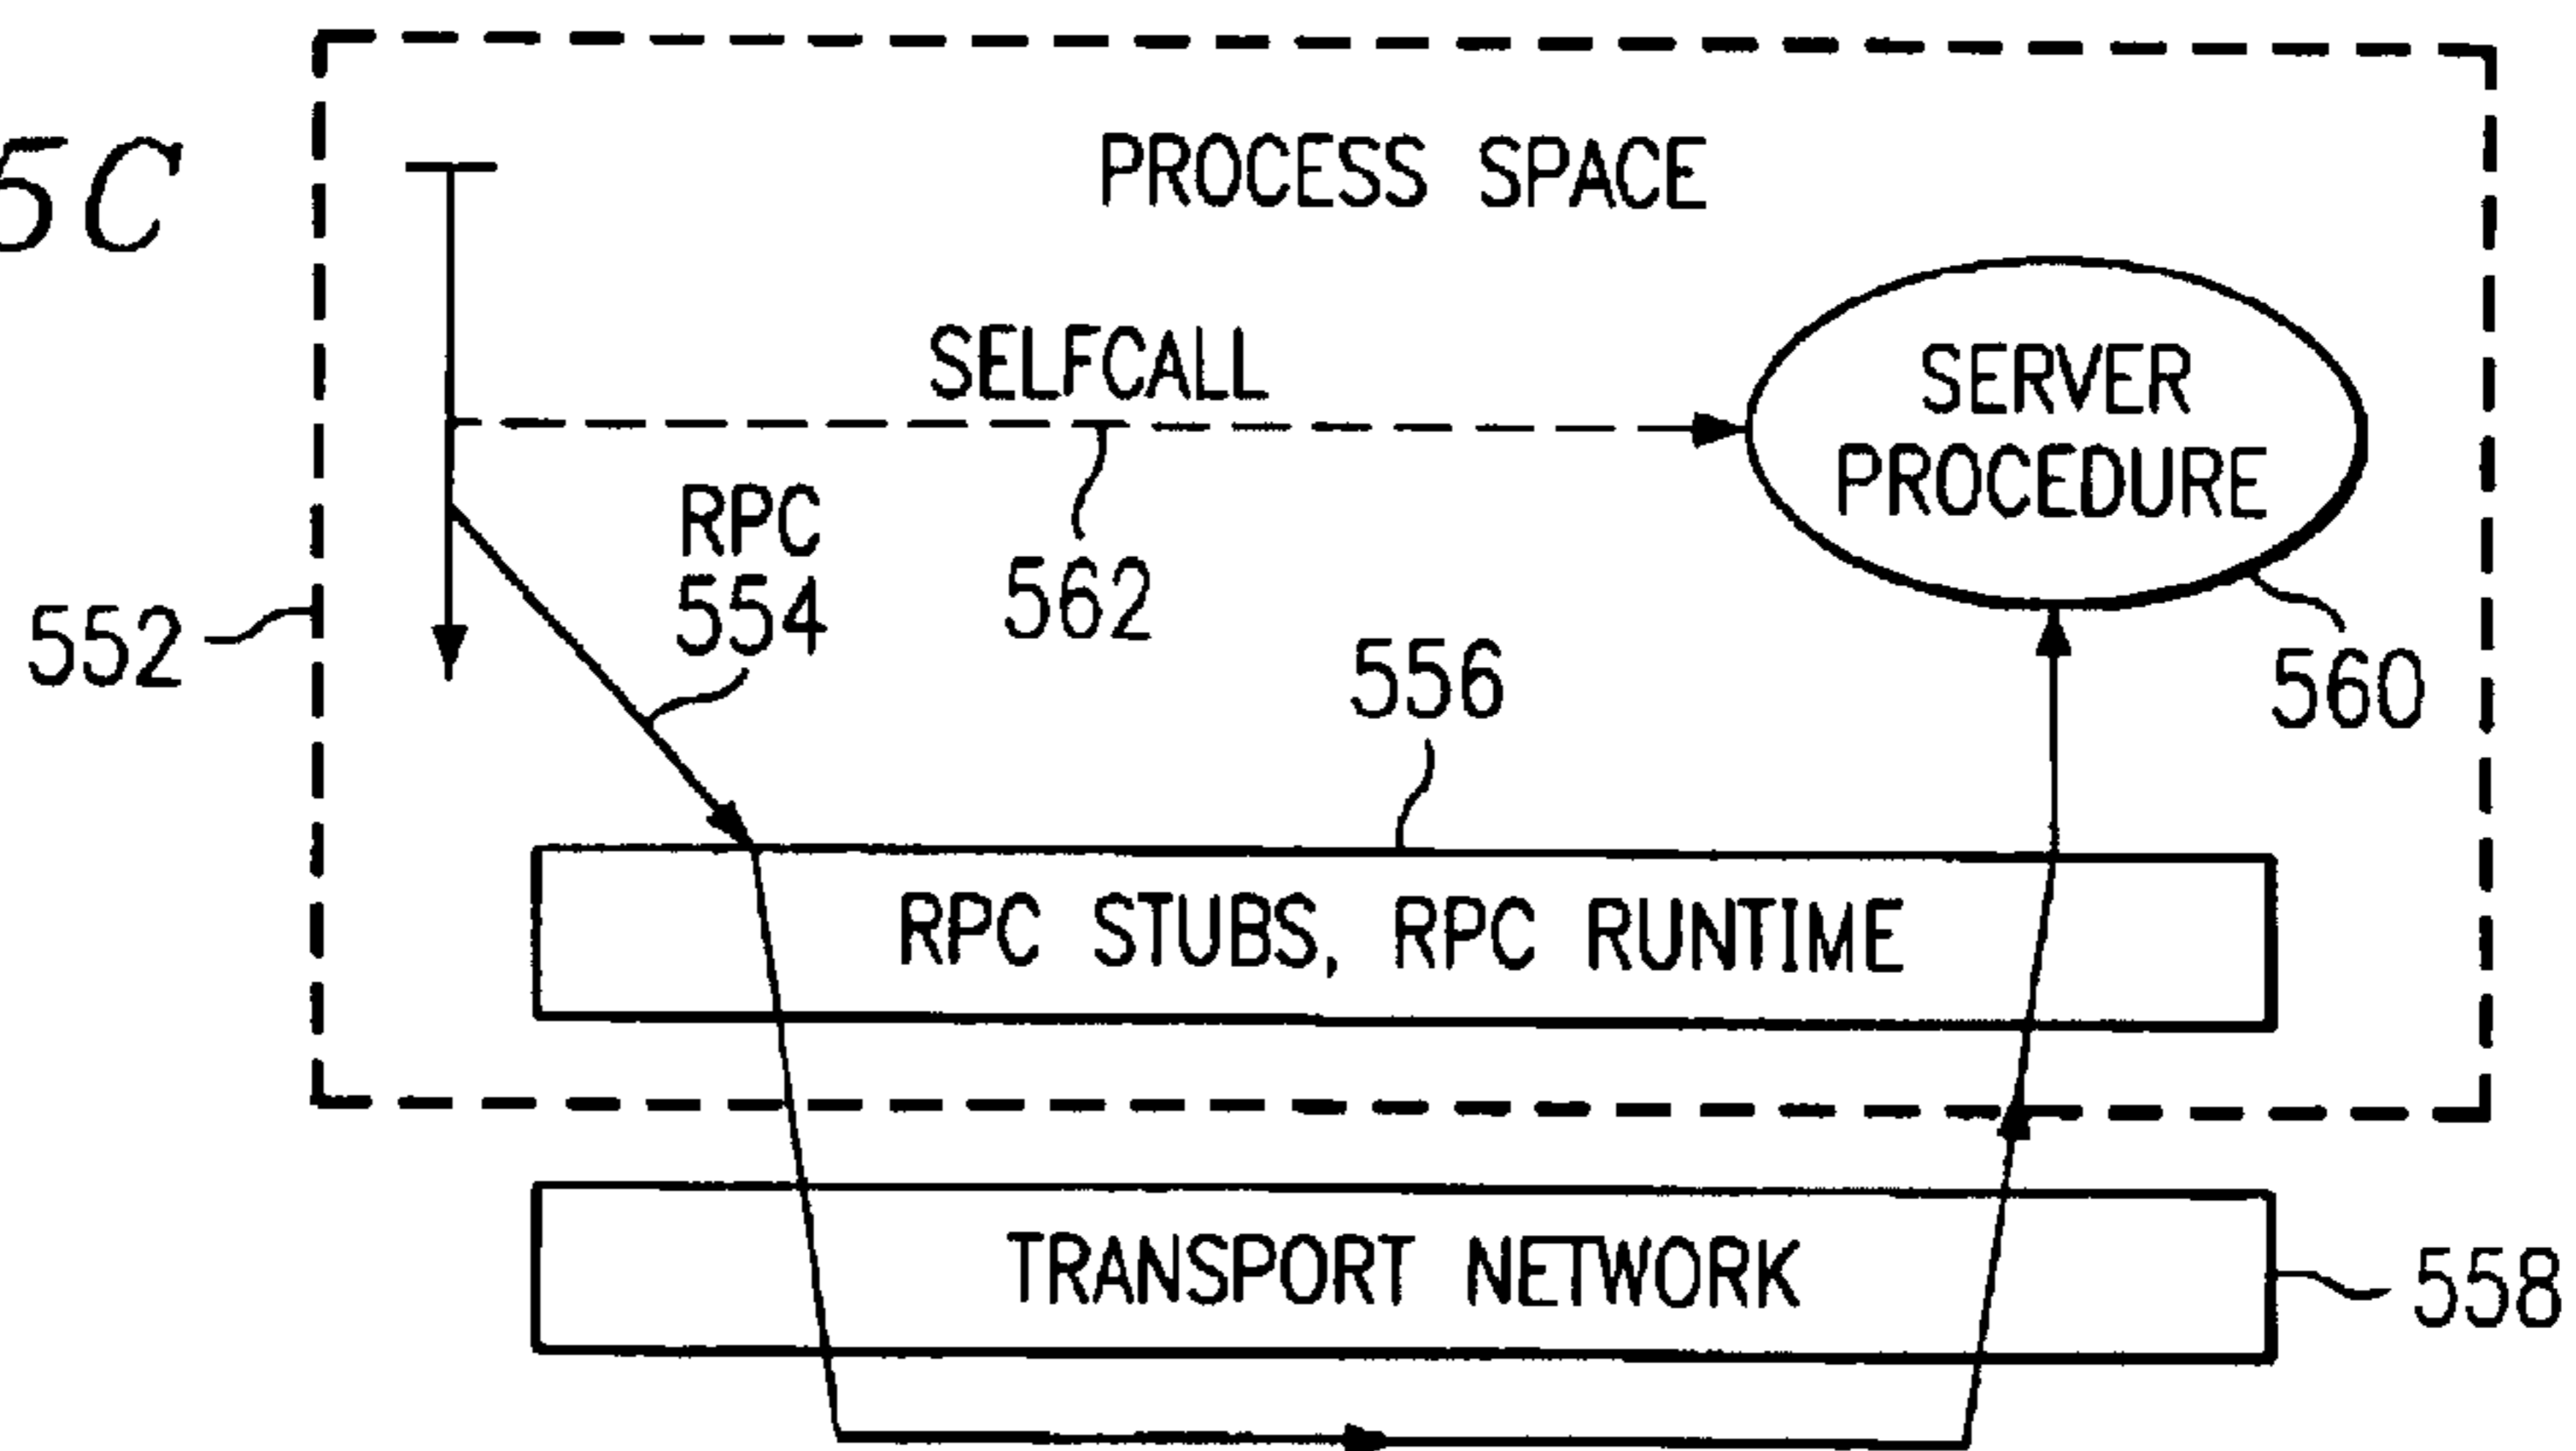 5C
PROCESS SPACE
SELFCALL
SERVER
PROCEDURE
RPC
554
562
552
556
560
RPC STUBS, RPC RUNTIME
TRANSPORT NETWORK
558